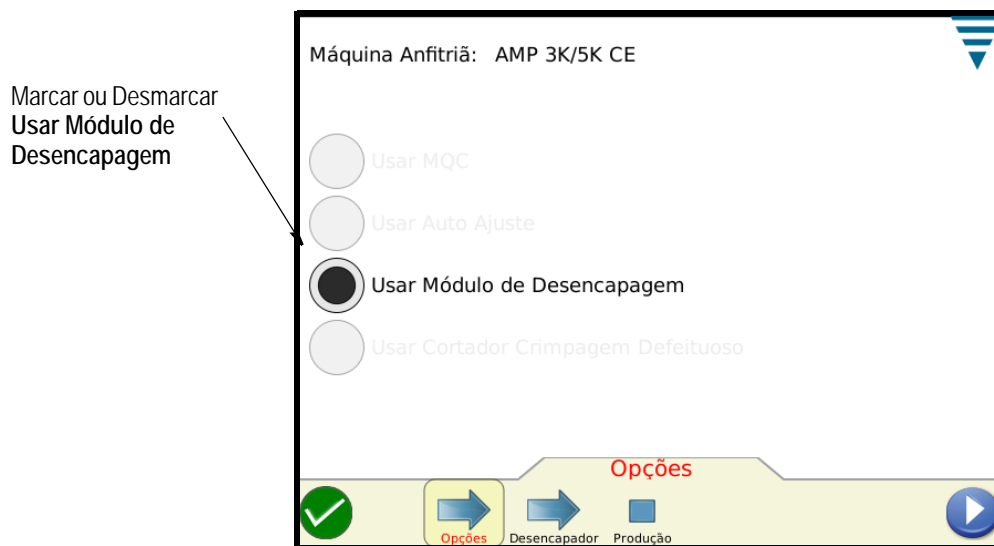 Máquina Anfitriã: AMP 3K/5K CE
Marcar ou Desmarcar
Usar Módulo de
Desencapagem
Usar MQC
Usar Auto Ajuste
Usar Módulo de Desencapagem
Usar Cortador Crimpagem Defeituoso
Opções
Opções
Desencapador
Produção